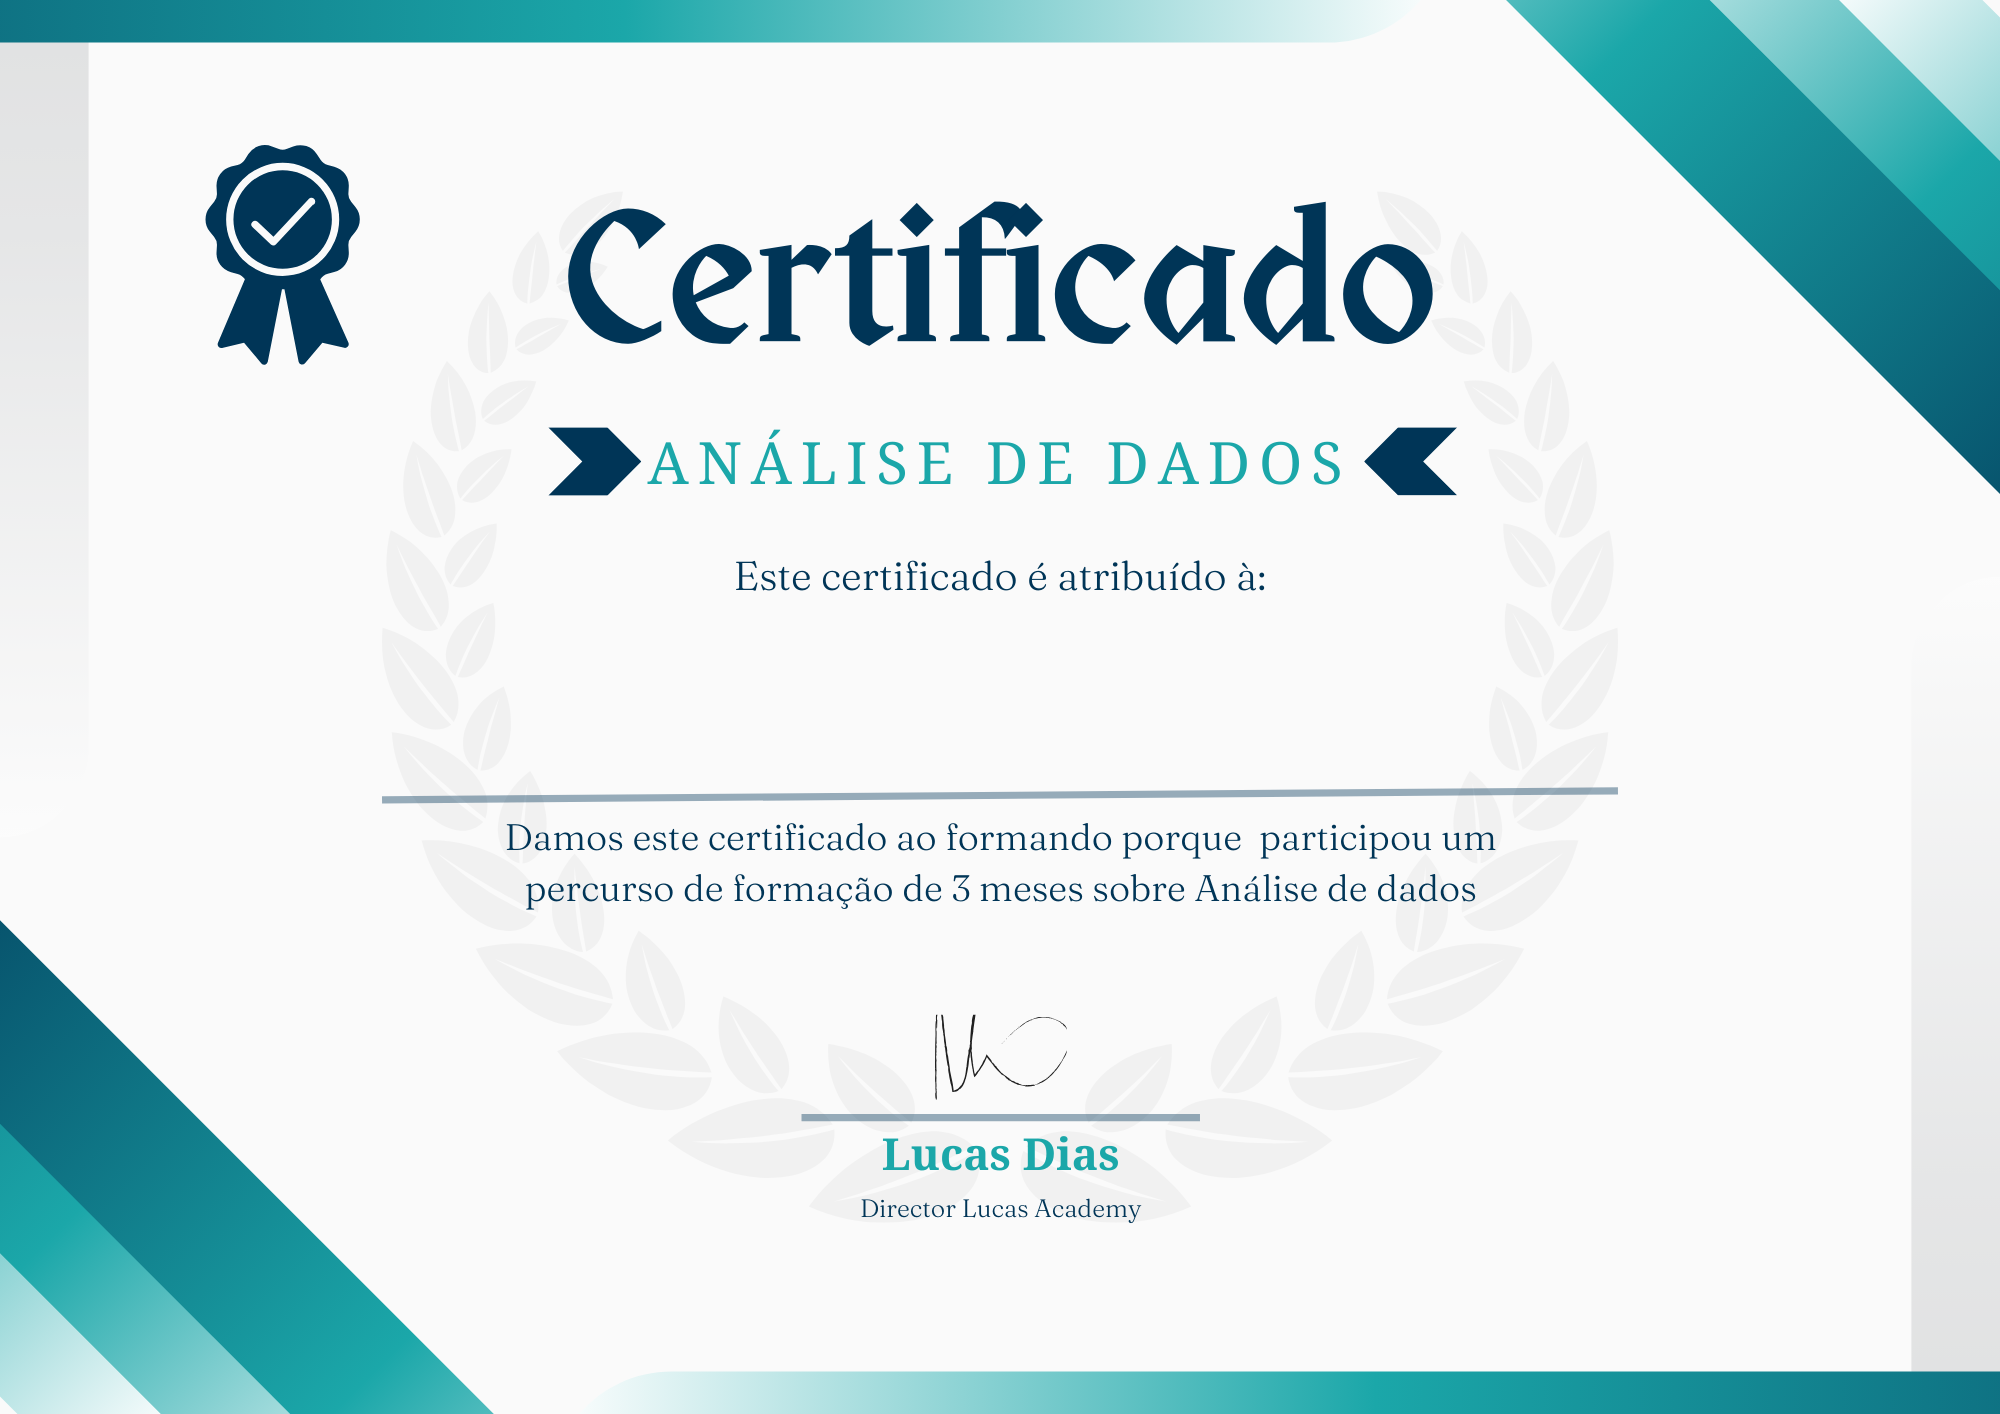 Certificado
ANÁLISE DE DADOS
Este certificado é atribuído à:
Damos este certificado ao formando porque  participou um
percurso de formação de 3 meses sobre Análise de dados
Lucas Dias
Director Lucas Academy